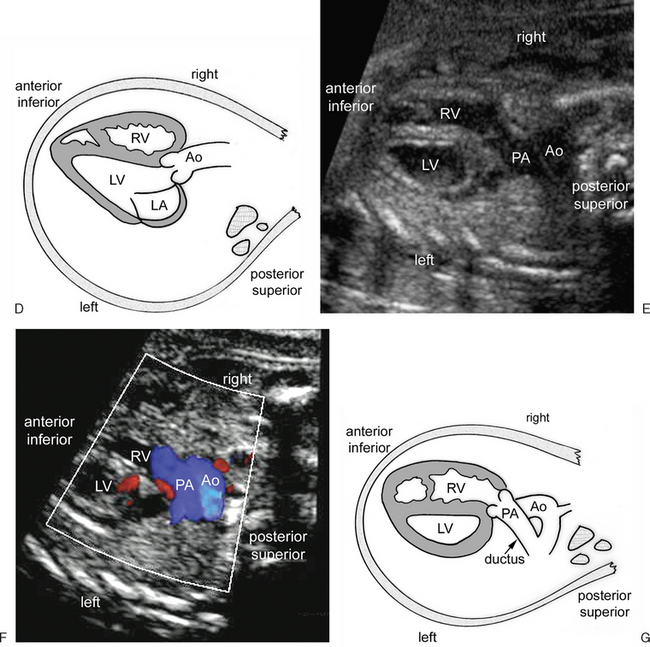 right
anterior
inferior
RV
Ao
LV
LA
posterior
superior
left
D
right
anterior
inferior
RV
LV
PA
Ao
posterior
superior
left
E
right
anterior
inferior
RV
LV
PA
Ao
posterior
superior
left
F
right
anterior
inferior
RV
Ao
PA
LV
ductus
posterior
superior
left
G